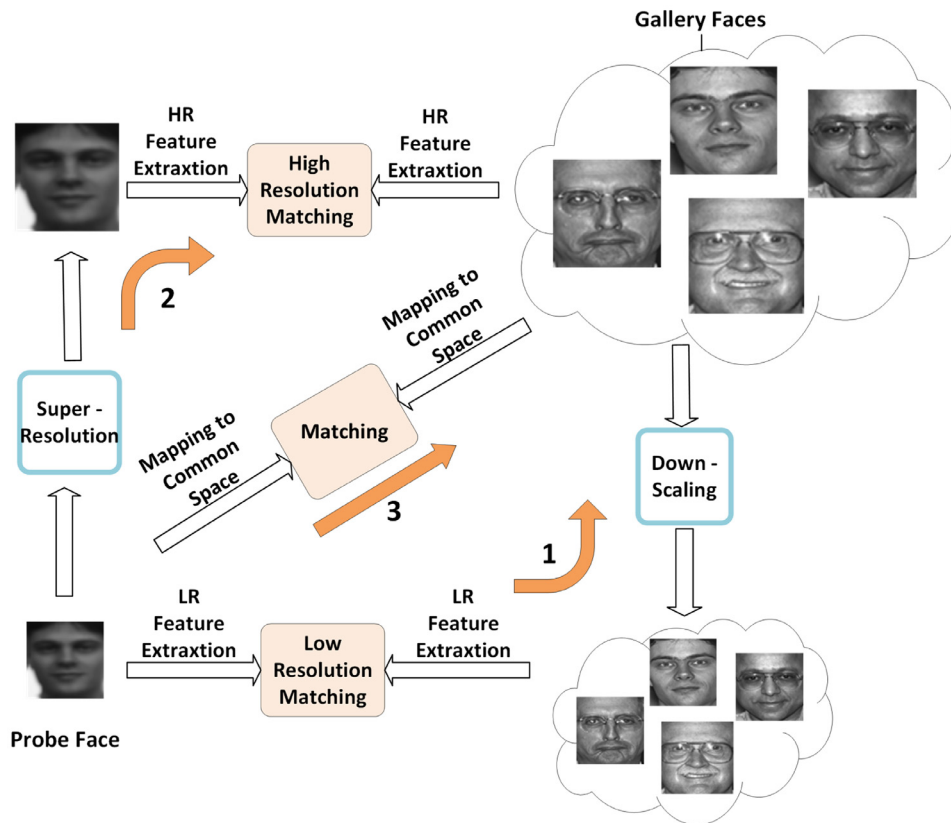 Gallery Faces
HR
Feature
Extraxtion
High
Resolution
Matching
HR
Feature
Extraxtion
2
Mapping to
Common
Space
Super -
Resolution
Mapping to
Common
Space
Matching
3
Down -
Scaling
1
LR
Feature
Extraxtion
Low
Resolution
Matching
LR
Feature
Extraxtion
Probe Face